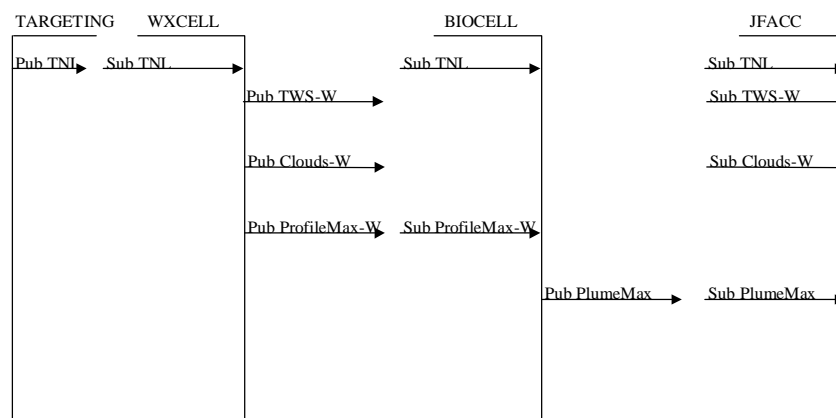 TARGETING WXCELL BIOCELL JFACC
Pub TNL Sub TNL Sub TNL Sub TNL
Pub TWS-W Sub TWS-W
Pub Clouds-W Sub Clouds-W
Pub ProfileMax-W Sub ProfileMax-W
Pub PlumeMax Sub PlumeMax